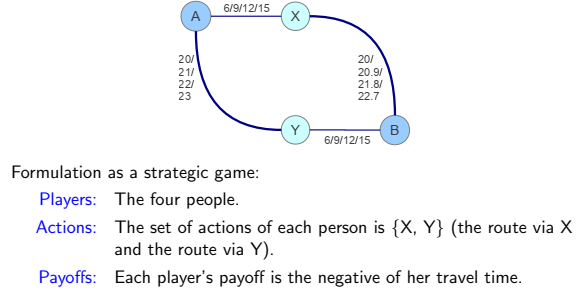 6/9/12/15
A
X
20/
21/
22/
23
20/
20.9/
21.8/
22.7
Y
B
6/9/12/15
Formulation as a strategic game:
Players: The four people.
Actions: The set of actions of each person is {X, Y} (the route via X
and the route via Y).
Payoffs: Each player's payoff is the negative of her travel time.